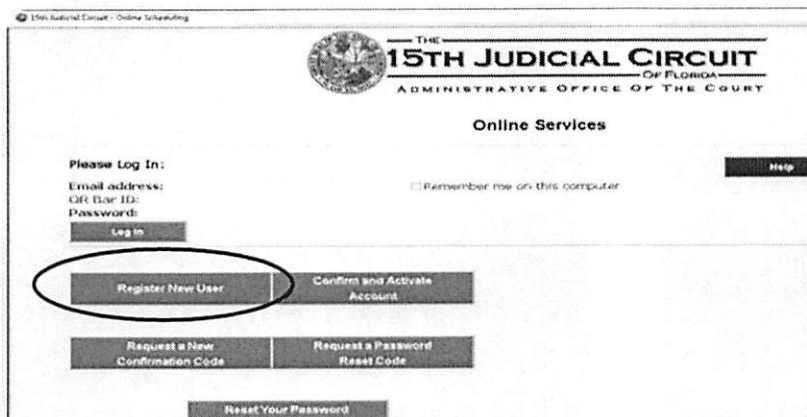 15th Judicial Circuit - Online Scheduling
THE
15TH JUDICIAL CIRCUIT
OF FLORIDA
ADMINISTRATIVE OFFICE OF THE COURT
Online Services
Please Log In:
Help
Email address:
Remember me on this computer
OR Bar ID:
Password:
Log In
Register New User
Confirm and Activate Account
Request a New Confirmation Code
Request a Password Reset Code
Reset Your Password